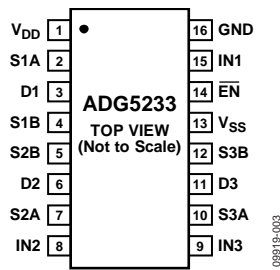 VDD 1 16 GND
S1A 2 15 IN1
D1 3 14 EN
S1B 4 13 VSS
S2B 5 12 S3B
D2 6 11 D3
S2A 7 10 S3A
IN2 8 9 IN3
ADG5233
TOP VIEW
(Not to Scale)
09919-003